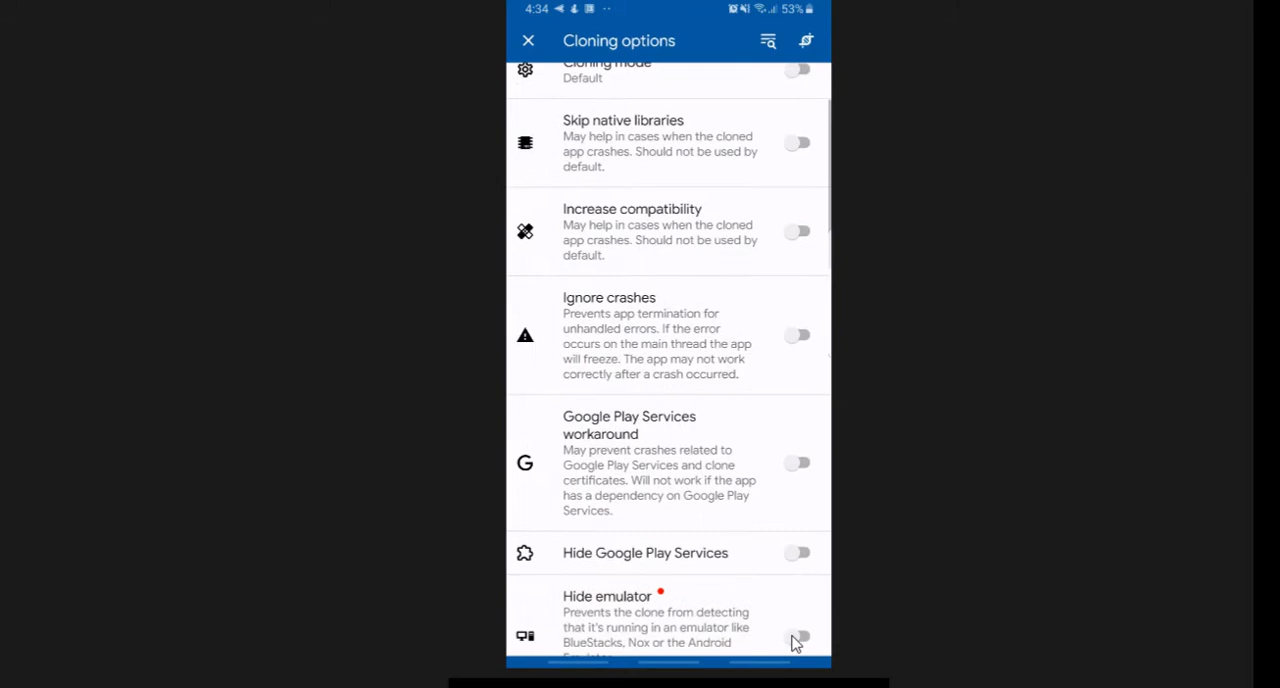 4:34
53%
Cloning options
Cloning mode
Default
Skip native libraries
May help in cases when the cloned
app crashes. Should not be used by
default.
Increase compatibility
May help in cases when the cloned
app crashes. Should not be used by
default.
Ignore crashes
Prevents app termination for
unhandled errors. If the error
occurs on the main thread the app
will freeze. The app may not work
correctly after a crash occurred.
Google Play Services
workaround
May prevent crashes related to
Google Play Services and clone
certificates. Will not work if the app
has a dependency on Google Play
Services.
Hide Google Play Services
Hide emulator
Prevents the clone from detecting
that it's running in an emulator like
BlueStacks, Nox or the Android
Emulator